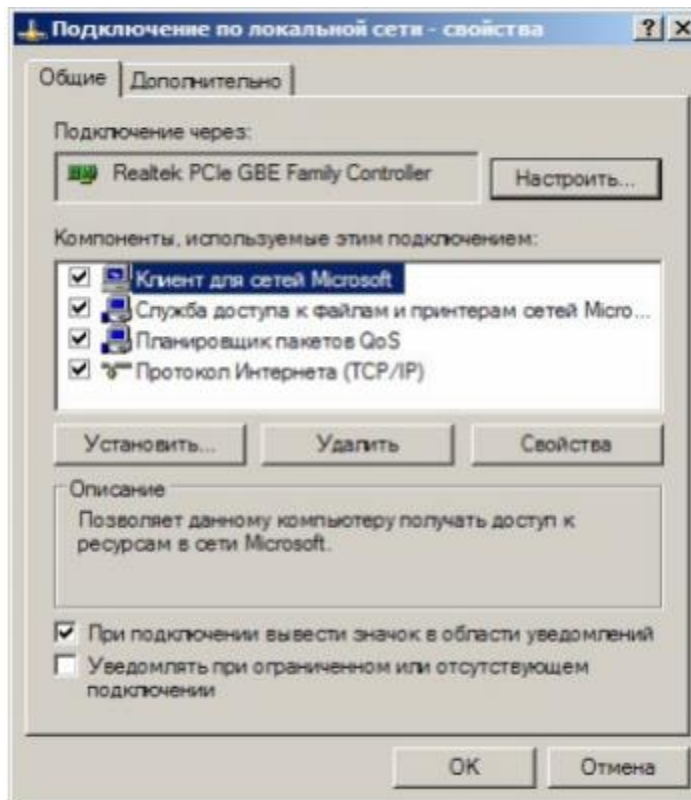 Подключение по локальной сети - свойства
Общие
Дополнительно
Подключение через:
Realtek PCIe GBE Family Controller
Настроить...
Компоненты, используемые этим подключением:
Клиент для сетей Microsoft
Служба доступа к файлам и принтерам сетей Micro...
Планировщик пакетов QoS
Протокол Интернета (TCP/IP)
Установить...
Удалить
Свойства
Описание
Позволяет данному компьютеру получать доступ к
ресурсам в сети Microsoft.
При подключении вывести значок в области уведомлений
Уведомлять при ограниченном или отсутствующем
подключении
OK
Отмена